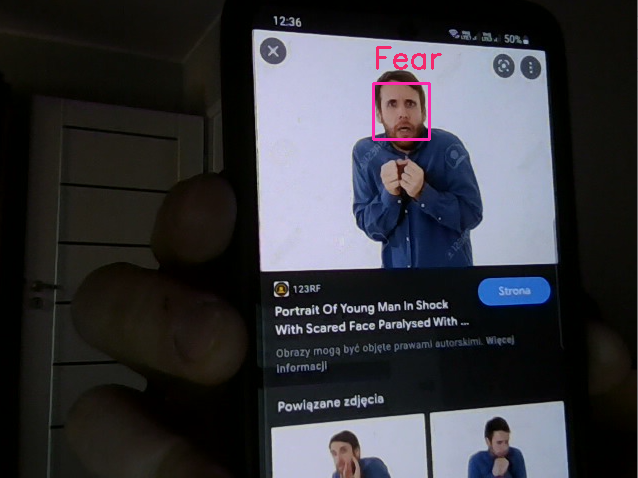 12:36
50%
Fear
123RF
Strona
Portrait Of Young Man In Shock
With Scared Face Paralysed With ...
Obrazy mogą być objęte prawami autorskimi. Więcej
informacji
Powiązane zdjęcia